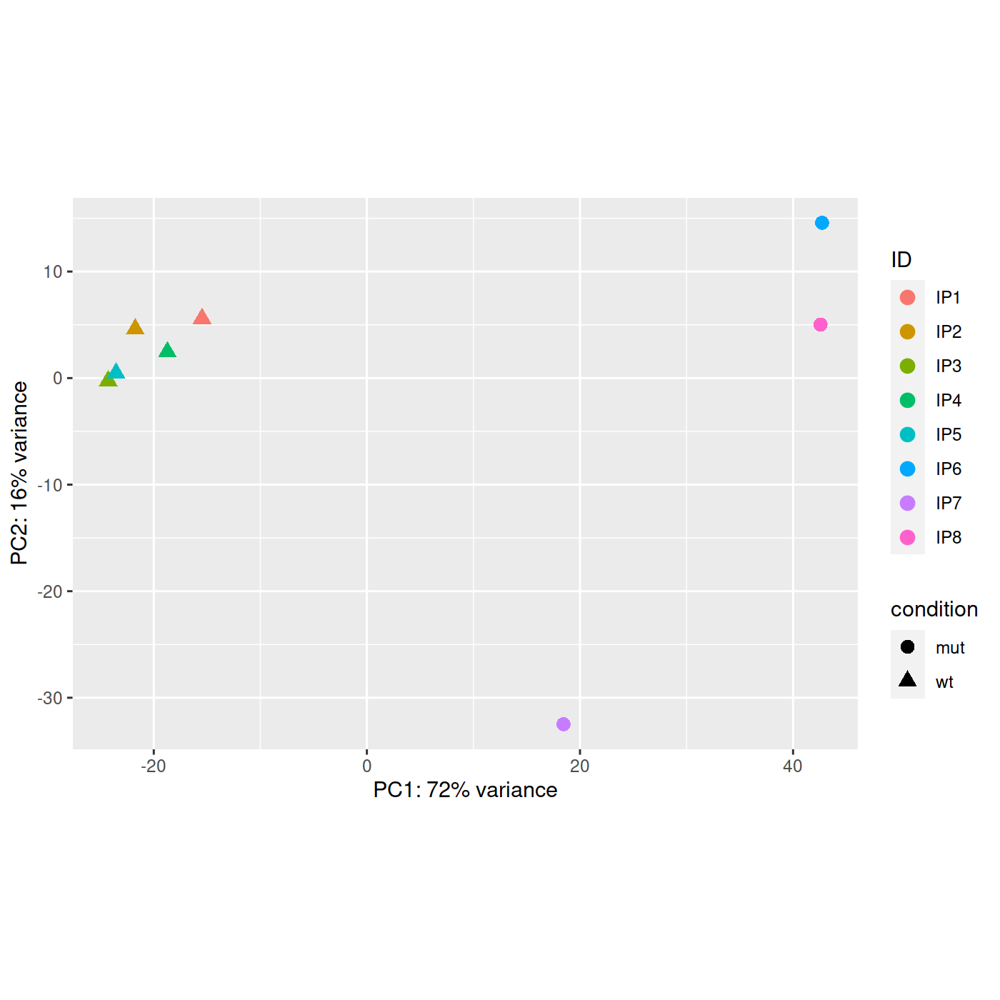 10
0
-10
-20
-30
PC2: 16% variance
-20
0
20
40
PC1: 72% variance
ID
IP1
IP2
IP3
IP4
IP5
IP6
IP7
IP8
condition
mut
wt